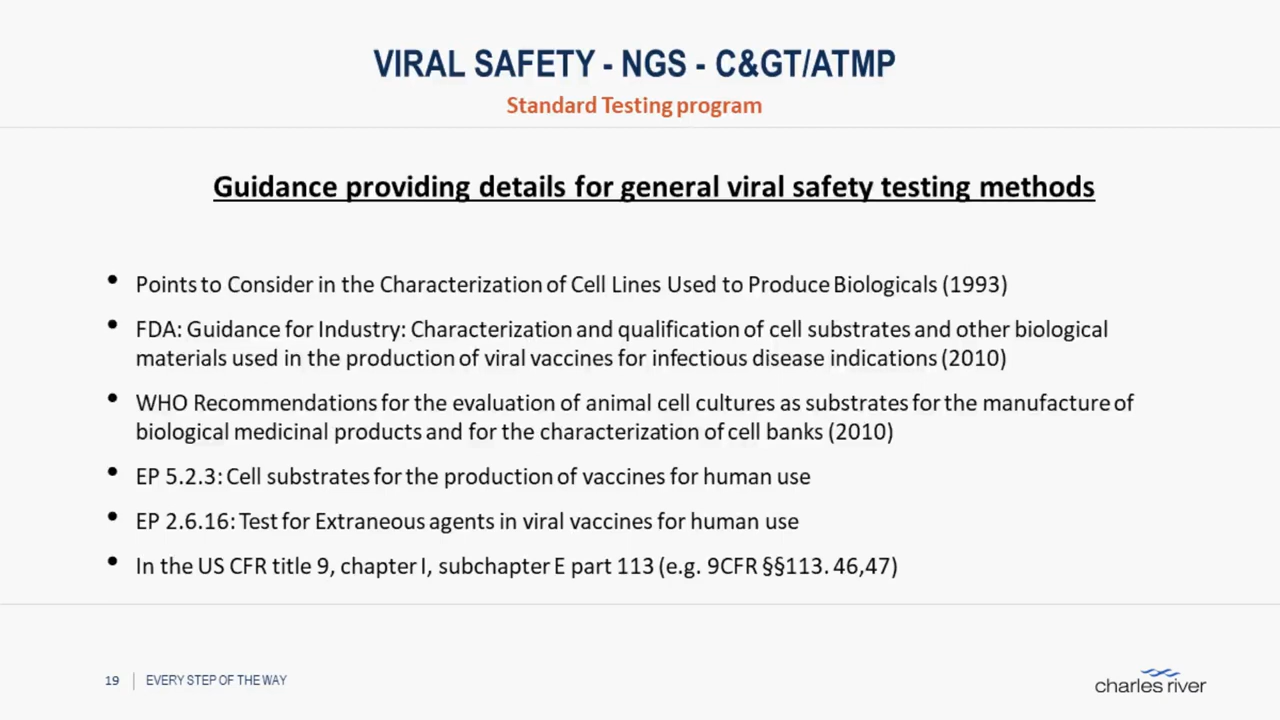 VIRAL SAFETY - NGS - C&GT/ATMP
Standard Testing program
Guidance providing details for general viral safety testing methods
• Points to Consider in the Characterization of Cell Lines Used to Produce Biologicals (1993)
• FDA: Guidance for Industry: Characterization and qualification of cell substrates and other biological
materials used in the production of viral vaccines for infectious disease indications (2010)
• WHO Recommendations for the evaluation of animal cell cultures as substrates for the manufacture of
biological medicinal products and for the characterization of cell banks (2010)
• EP 5.2.3: Cell substrates for the production of vaccines for human use
• EP 2.6.16: Test for Extraneous agents in viral vaccines for human use
• In the US CFR title 9, chapter I, subchapter E part 113 (e.g. 9CFR §§113. 46,47)
19 | EVERY STEP OF THE WAY
charles river